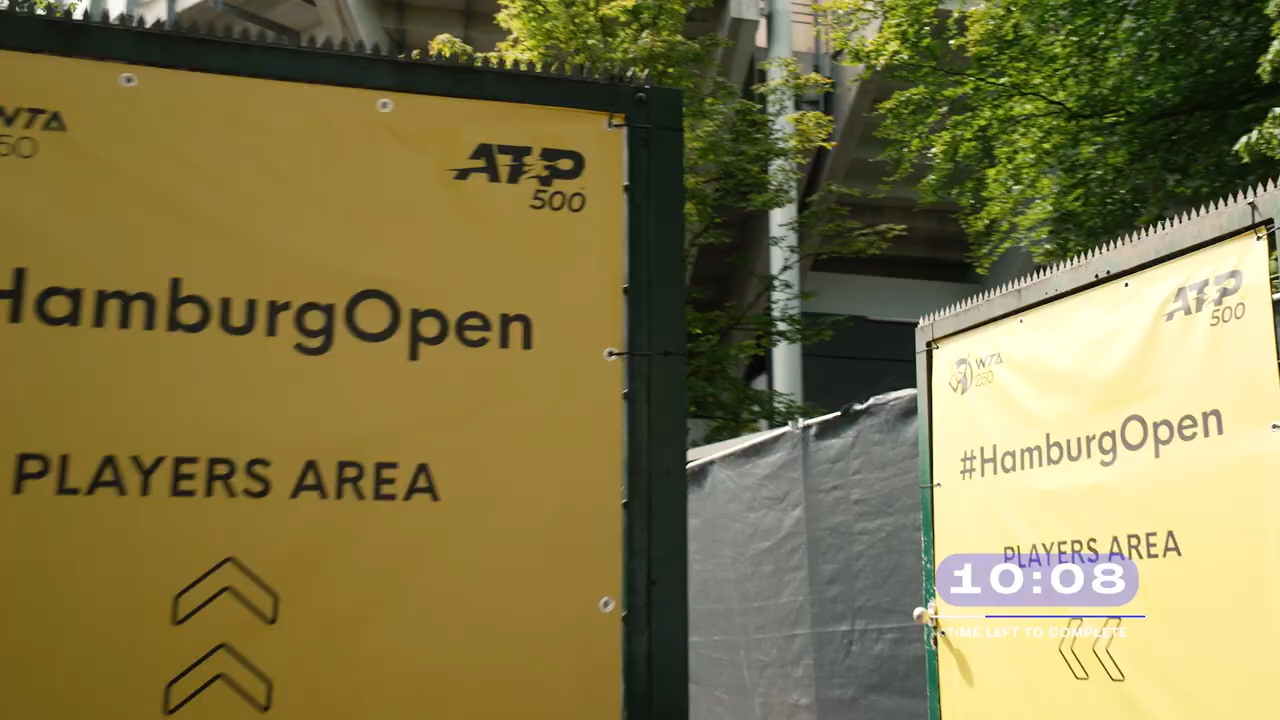 WTA
50
ATP
500
HamburgOpen
PLAYERS AREA
ATP
500
WTA
250
#HamburgOpen
PLAYERS AREA
10:08
TIME LEFT TO COMPLETE